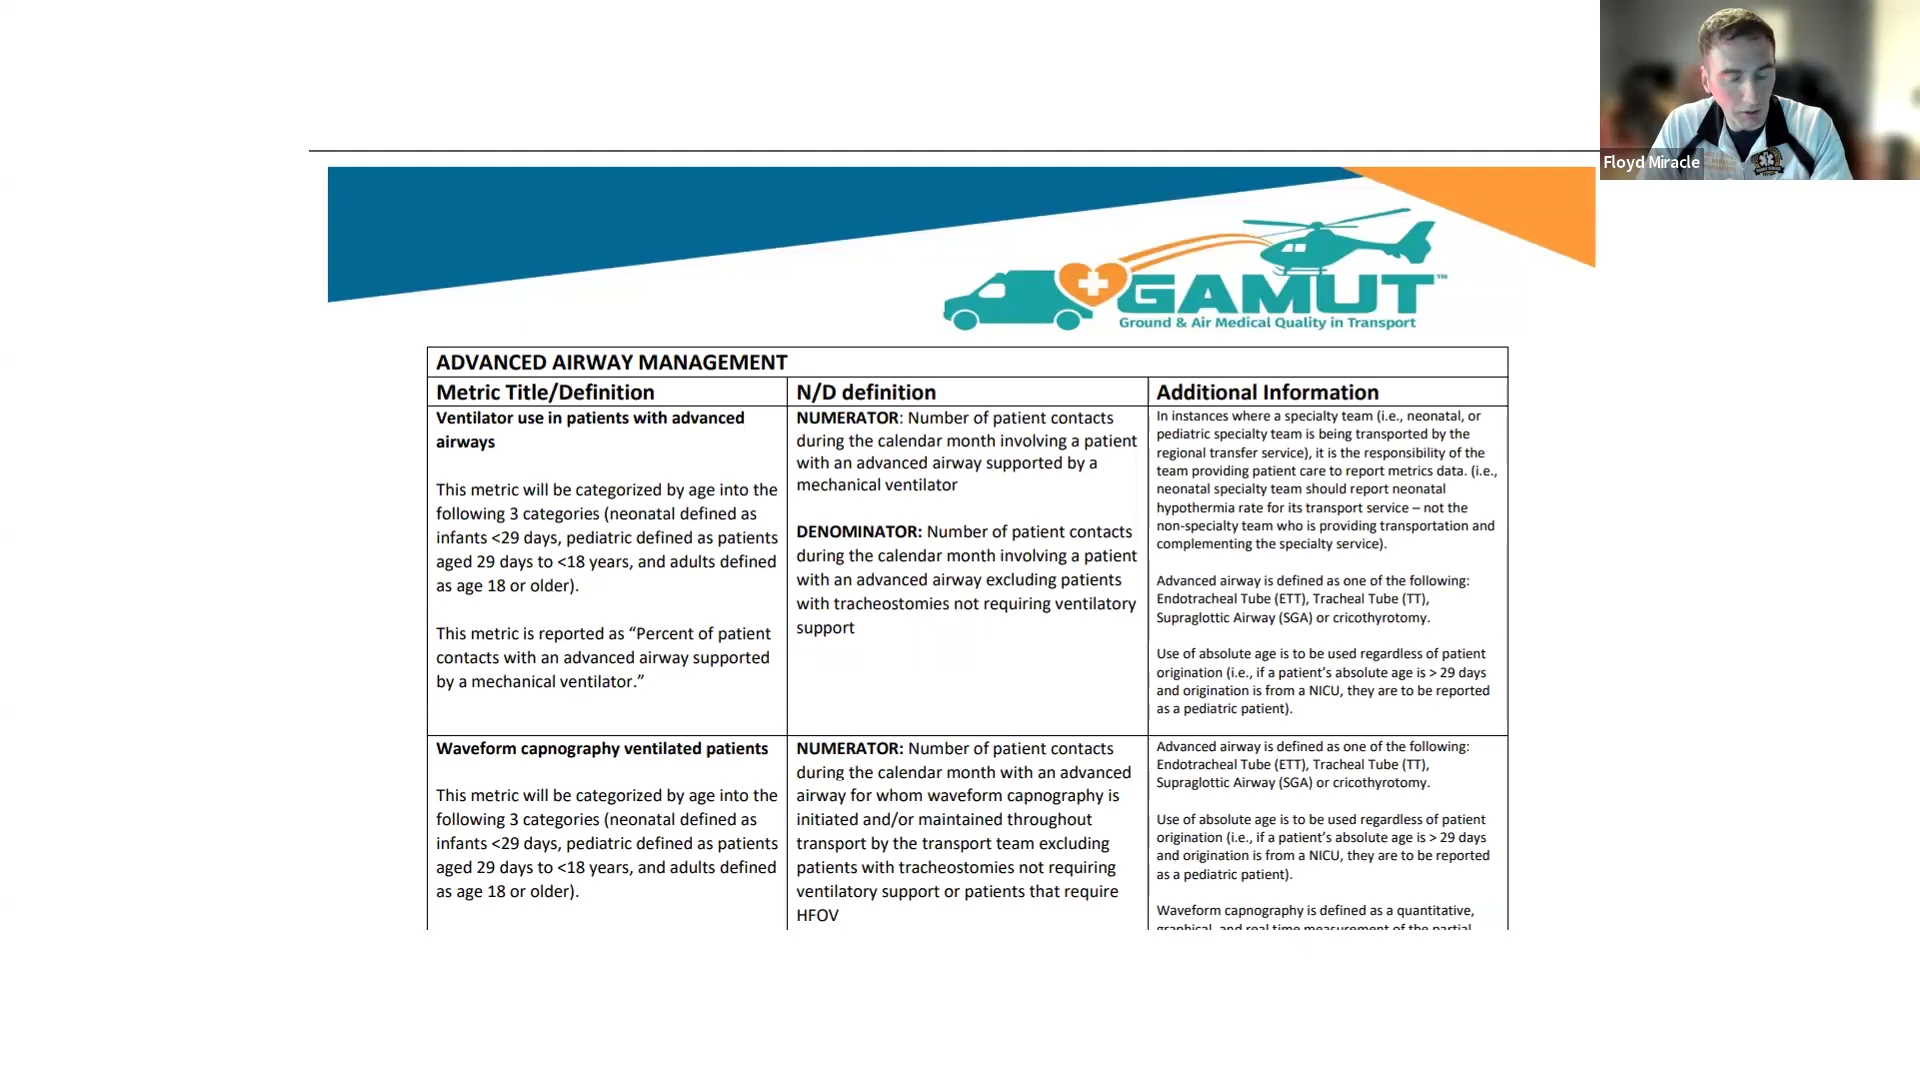 Floyd Miracle
GAMUT™
Ground & Air Medical Quality in Transport
ADVANCED AIRWAY MANAGEMENT
Metric Title/Definition
N/D definition
Additional Information
Ventilator use in patients with advanced
airways
This metric will be categorized by age into the
following 3 categories (neonatal defined as
infants <29 days, pediatric defined as patients
aged 29 days to <18 years, and adults defined
as age 18 or older).
This metric is reported as “Percent of patient
contacts with an advanced airway supported
by a mechanical ventilator.”
NUMERATOR: Number of patient contacts
during the calendar month involving a patient
with an advanced airway supported by a
mechanical ventilator
DENOMINATOR: Number of patient contacts
during the calendar month involving a patient
with an advanced airway excluding patients
with tracheostomies not requiring ventilatory
support
In instances where a specialty team (i.e., neonatal, or
pediatric specialty team is being transported by the
regional transfer service), it is the responsibility of the
team providing patient care to report metrics data. (i.e.,
neonatal specialty team should report neonatal
hypothermia rate for its transport service – not the
non-specialty team who is providing transportation and
complementing the specialty service).
Advanced airway is defined as one of the following:
Endotracheal Tube (ETT), Tracheal Tube (TT),
Supraglottic Airway (SGA) or cricothyrotomy.
Use of absolute age is to be used regardless of patient
origination (i.e., if a patient’s absolute age is > 29 days
and origination is from a NICU, they are to be reported
as a pediatric patient).
Waveform capnography ventilated patients
This metric will be categorized by age into the
following 3 categories (neonatal defined as
infants <29 days, pediatric defined as patients
aged 29 days to <18 years, and adults defined
as age 18 or older).
NUMERATOR: Number of patient contacts
during the calendar month with an advanced
airway for whom waveform capnography is
initiated and/or maintained throughout
transport by the transport team excluding
patients with tracheostomies not requiring
ventilatory support or patients that require
HFOV
Advanced airway is defined as one of the following:
Endotracheal Tube (ETT), Tracheal Tube (TT),
Supraglottic Airway (SGA) or cricothyrotomy.
Use of absolute age is to be used regardless of patient
origination (i.e., if a patient’s absolute age is > 29 days
and origination is from a NICU, they are to be reported
as a pediatric patient).
Waveform capnography is defined as a quantitative,
graphical, and real time measurement of the partial